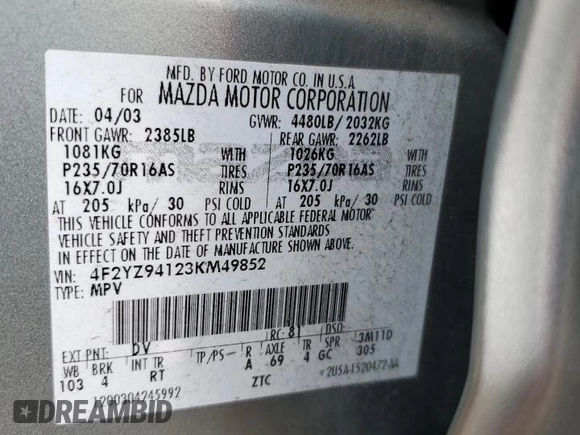 MFD. BY FORD MOTOR CO. IN U.S.A
FOR MAZDA MOTOR CORPORATION
DATE: 04/03 GVWR: 4480LB/ 2032KG
FRONT GAWR: 2385LB REAR GAWR: 2262LB
1081KG WITH 1026KG WITH
P235/70R16AS TIRES P235/70R16AS TIRES
16X7.0J RIMS 16X7.0J RIMS
AT 205 kPa/ 30 PSI COLD AT 205 kPa/ 30 PSI COLD
THIS VEHICLE CONFORMS TO ALL APPLICABLE FEDERAL MOTOR
VEHICLE SAFETY AND THEFT PREVENTION STANDARDS
IN EFFECT ON THE DATE OF MANUFACTURE SHOWN ABOVE.
VIN: 4F2YZ94123KM49852
TYPE: MPV
RC: 81 DSO:
EXT PNT: DV TP/PS- R AXLE TR SPR 3M11D
WB BRK INT TR A 69 4 GC 305
103 4 RT ZTC
1200304245992
DREAMBID